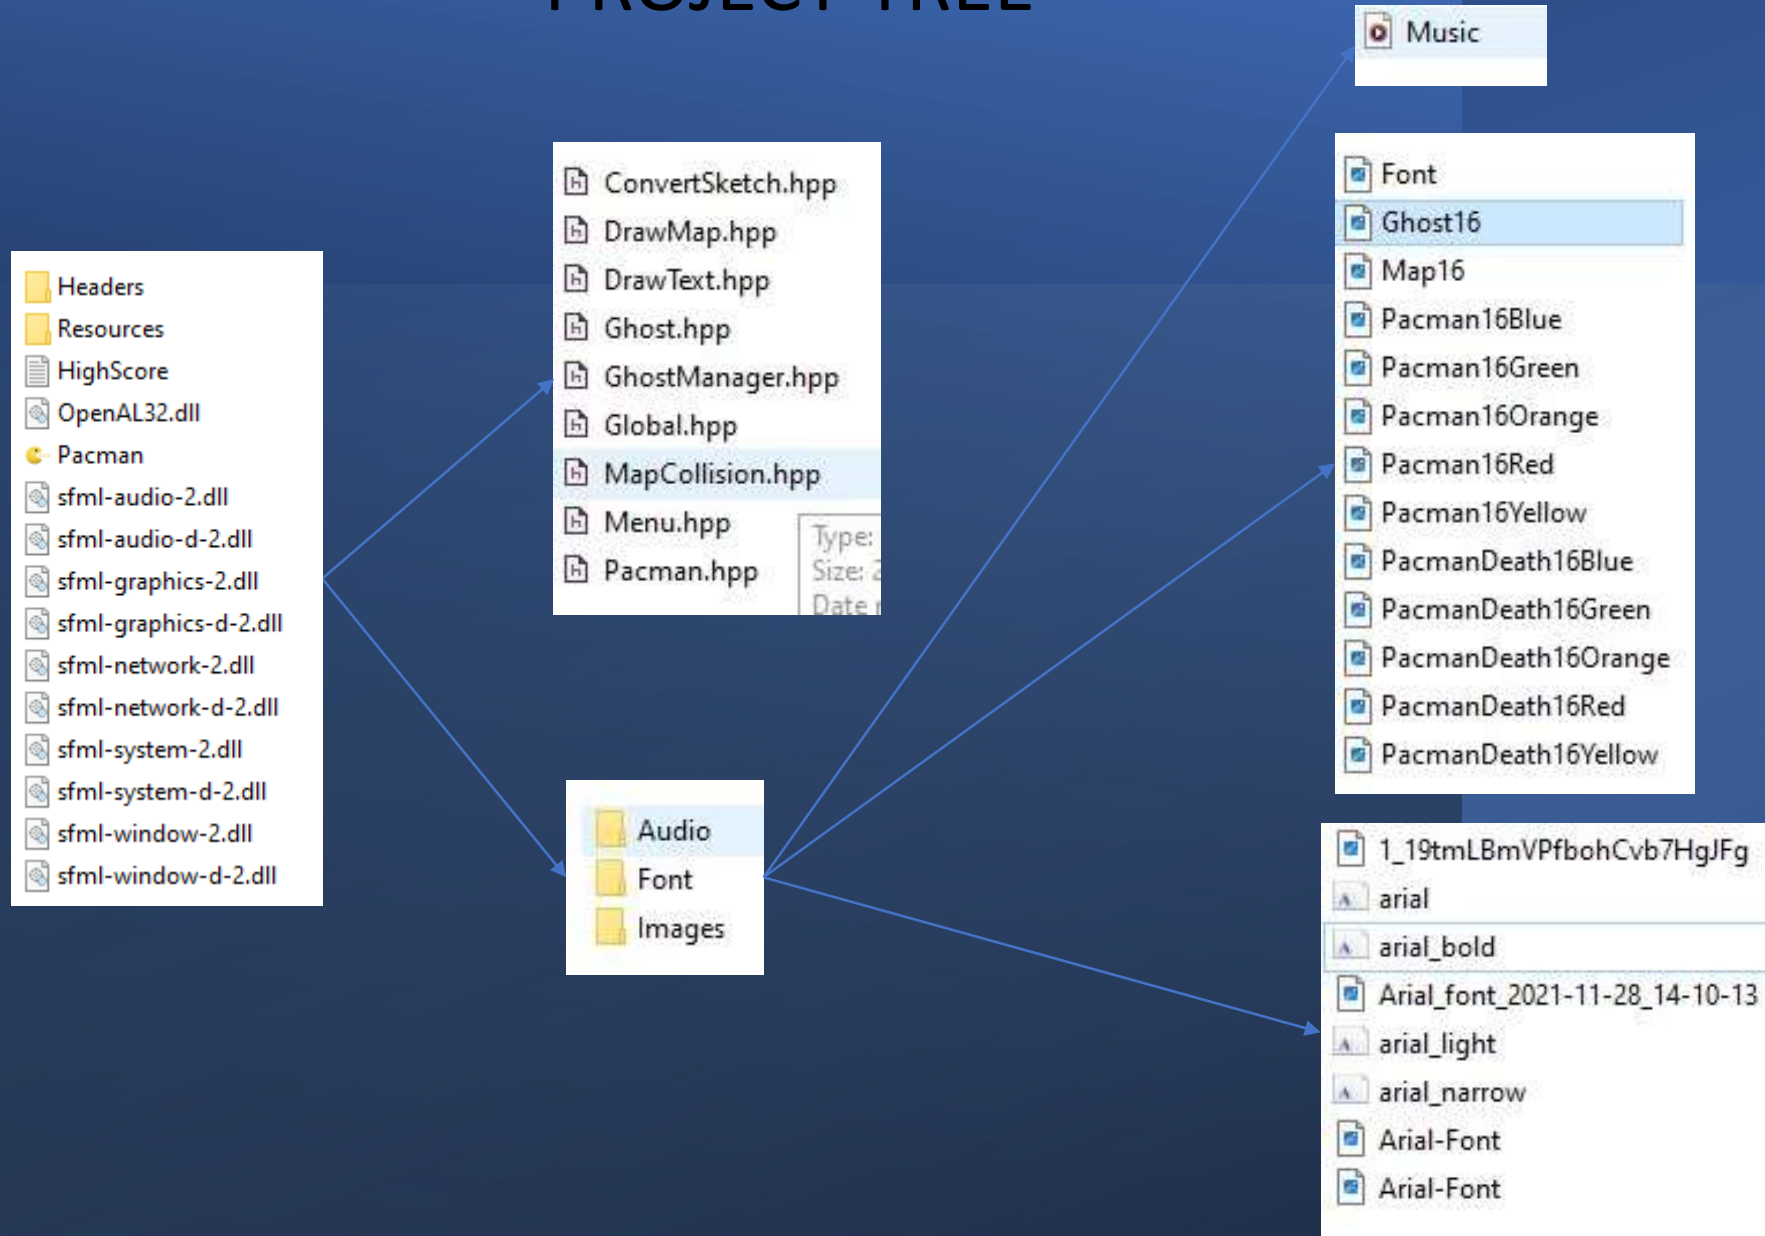 PROJECT TREE
Headers
Resources
HighScore
OpenAL32.dll
Pacman
sfml-audio-2.dll
sfml-audio-d-2.dll
sfml-graphics-2.dll
sfml-graphics-d-2.dll
sfml-network-2.dll
sfml-network-d-2.dll
sfml-system-2.dll
sfml-system-d-2.dll
sfml-window-2.dll
sfml-window-d-2.dll
ConvertSketch.hpp
DrawMap.hpp
DrawText.hpp
Ghost.hpp
GhostManager.hpp
Global.hpp
MapCollision.hpp
Menu.hpp
Pacman.hpp
Type:
Size: 2
Date
Audio
Font
Images
Music
Font
Ghost16
Map16
Pacman16Blue
Pacman16Green
Pacman16Orange
Pacman16Red
Pacman16Yellow
PacmanDeath16Blue
PacmanDeath16Green
PacmanDeath16Orange
PacmanDeath16Red
PacmanDeath16Yellow
1_19tmLBmVPfbohCvb7HgJFg
arial
arial_bold
Arial_font_2021-11-28_14-10-13
arial_light
arial_narrow
Arial-Font
Arial-Font